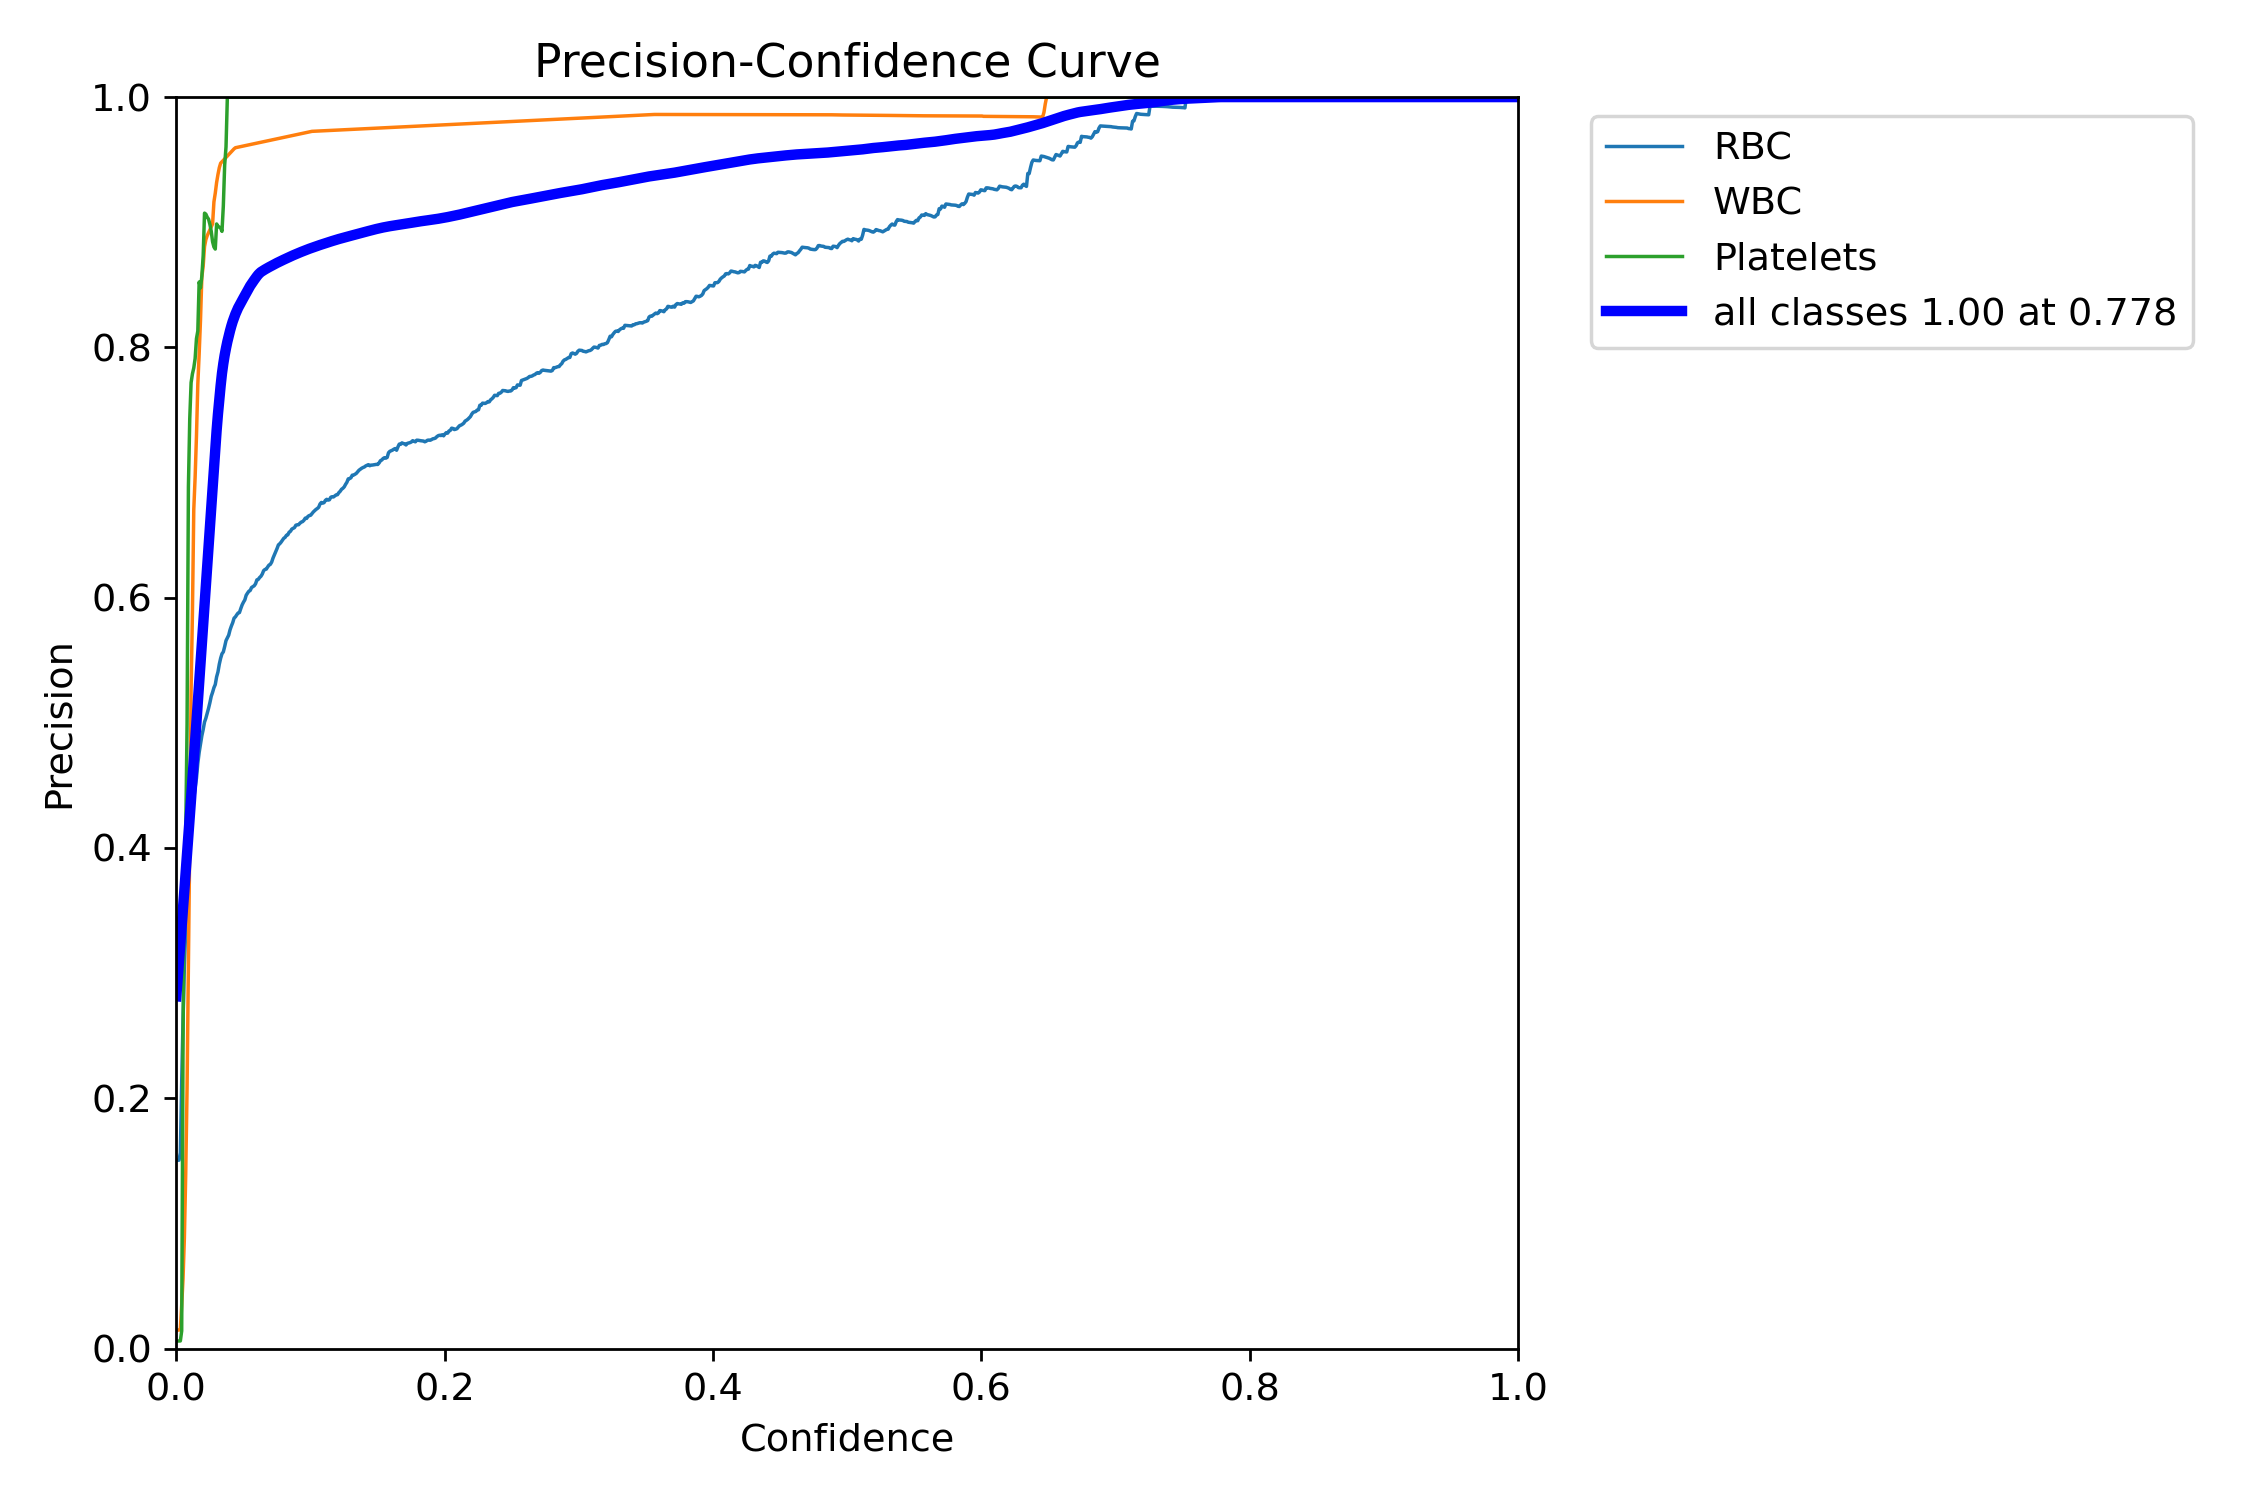 Precision-Confidence Curve
1.0
0.8
0.6
0.4
0.2
0.0
Precision
0.0 0.2 0.4 0.6 0.8 1.0
Confidence
RBC
WBC
Platelets
all classes 1.00 at 0.778